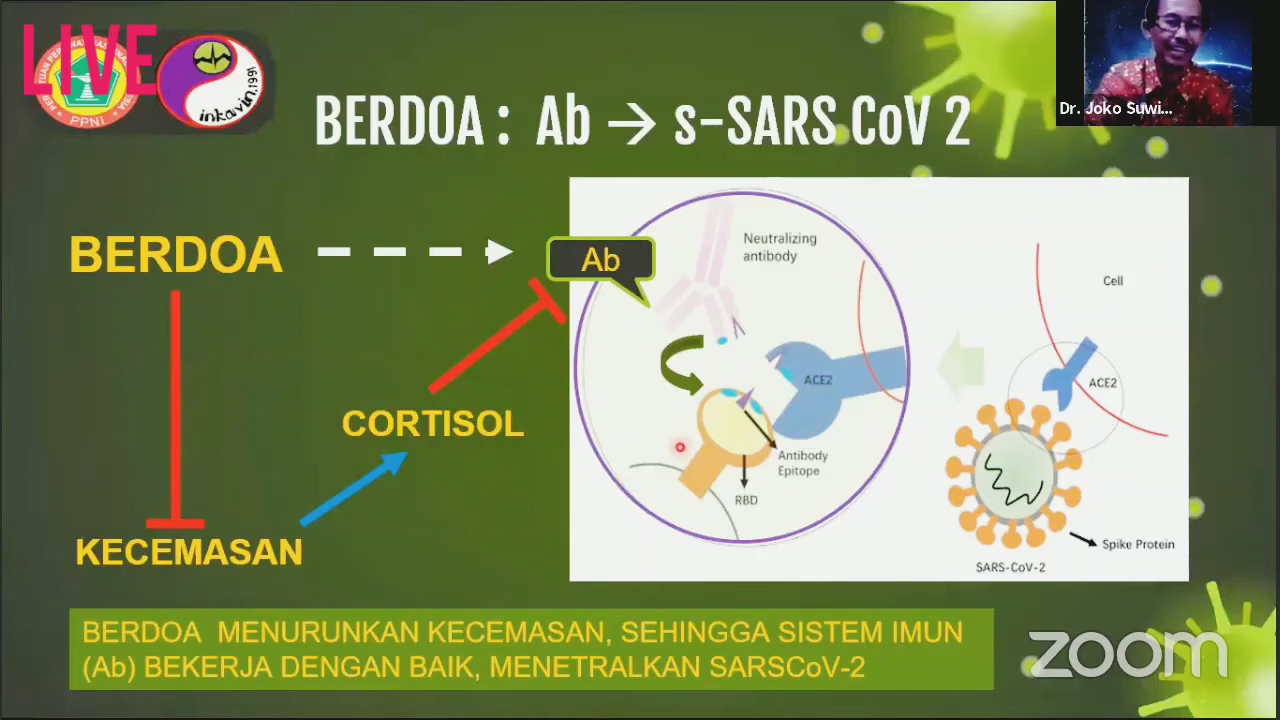 LIVE
PPNI
inkavin.1991
Dr. Joko Suwi...
BERDOA : Ab → s-SARS CoV 2
BERDOA
Ab
Neutralizing
antibody
Cell
ACE2
ACE2
CORTISOL
Antibody
Epitope
RBD
Spike Protein
KECEMASAN
SARS-CoV-2
BERDOA MENURUNKAN KECEMASAN, SEHINGGA SISTEM IMUN
(Ab) BEKERJA DENGAN BAIK, MENETRALKAN SARSCoV-2
zoom